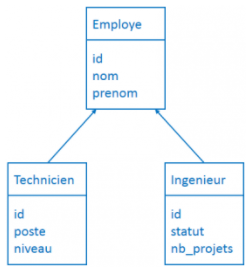 Employe
id
nom
prenom
Technicien
id
poste
niveau
Ingenieur
id
statut
nb_projets